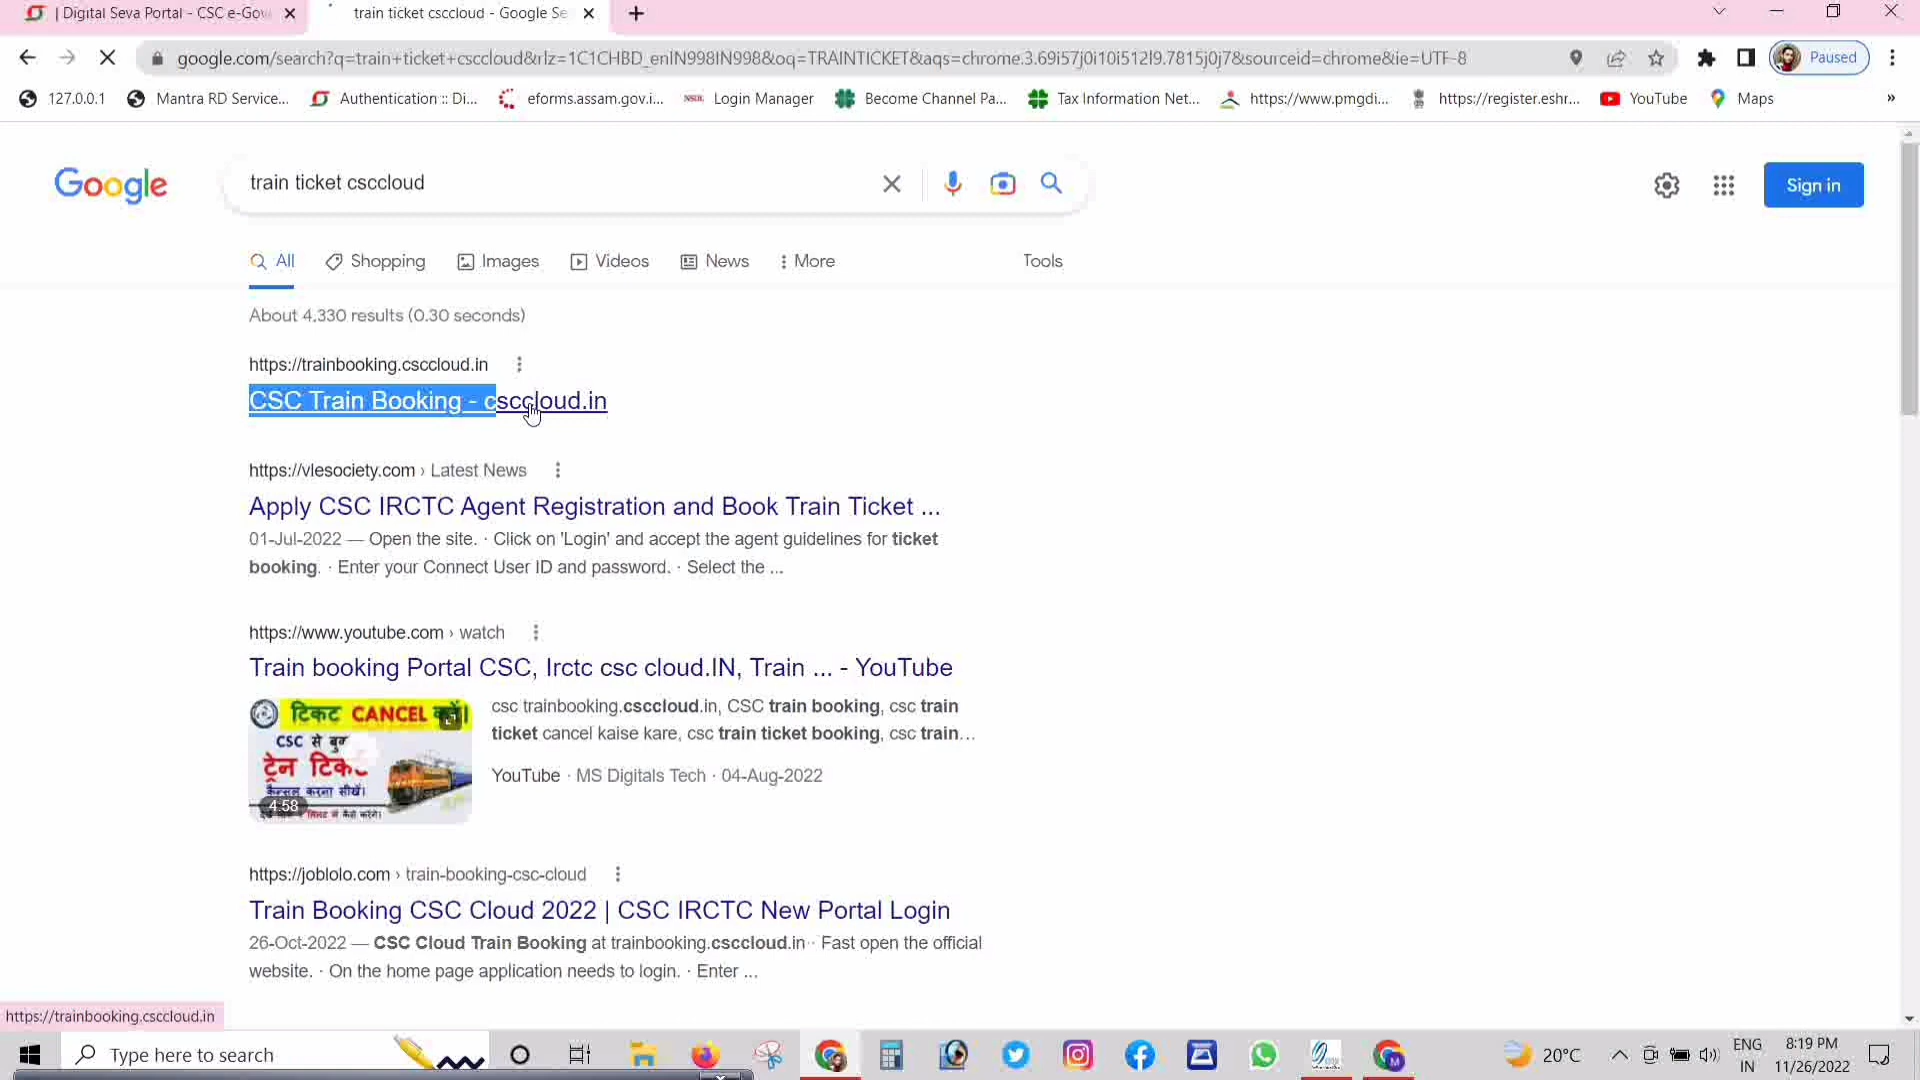 | Digital Seva Portal - CSC e-Gov
train ticket csccloud - Google Se
google.com/search?q=train+ticket+csccloud&rlz=1C1CHBD_enIN998IN998&oq=TRAINTICKET&aqs=chrome.3.69i57j0i10i512l9.7815j0j7&sourceid=chrome&ie=UTF-8
Paused
127.0.0.1
Mantra RD Service...
Authentication :: Di...
eforms.assam.gov.i...
NSDL
Login Manager
Become Channel Pa...
Tax Information Net...
https://www.pmgdi...
https://register.eshr...
YouTube
Maps
»
Google
train ticket csccloud
Sign in
All
Shopping
Images
Videos
News
More
Tools
About 4,330 results (0.30 seconds)
https://trainbooking.csccloud.in
CSC Train Booking - csccloud.in
https://vlesociety.com › Latest News
Apply CSC IRCTC Agent Registration and Book Train Ticket ...
01-Jul-2022 — Open the site. · Click on 'Login' and accept the agent guidelines for ticket
booking. · Enter your Connect User ID and password. · Select the ...
https://www.youtube.com › watch
Train booking Portal CSC, Irctc csc cloud.IN, Train ... - YouTube
टिकट CANCEL करें।
CSC से
ट्रेन टिकट
कैन्सल करना सीखें।
4:58
csc trainbooking.csccloud.in, CSC train booking, csc train
ticket cancel kaise kare, csc train ticket booking, csc train...
YouTube · MS Digitals Tech · 04-Aug-2022
https://joblolo.com › train-booking-csc-cloud
Train Booking CSC Cloud 2022 | CSC IRCTC New Portal Login
26-Oct-2022 — CSC Cloud Train Booking at trainbooking.csccloud.in · Fast open the official
website. · On the home page application needs to login. · Enter ...
https://trainbooking.csccloud.in
Type here to search
20°C
ENG
IN
8:19 PM
11/26/2022